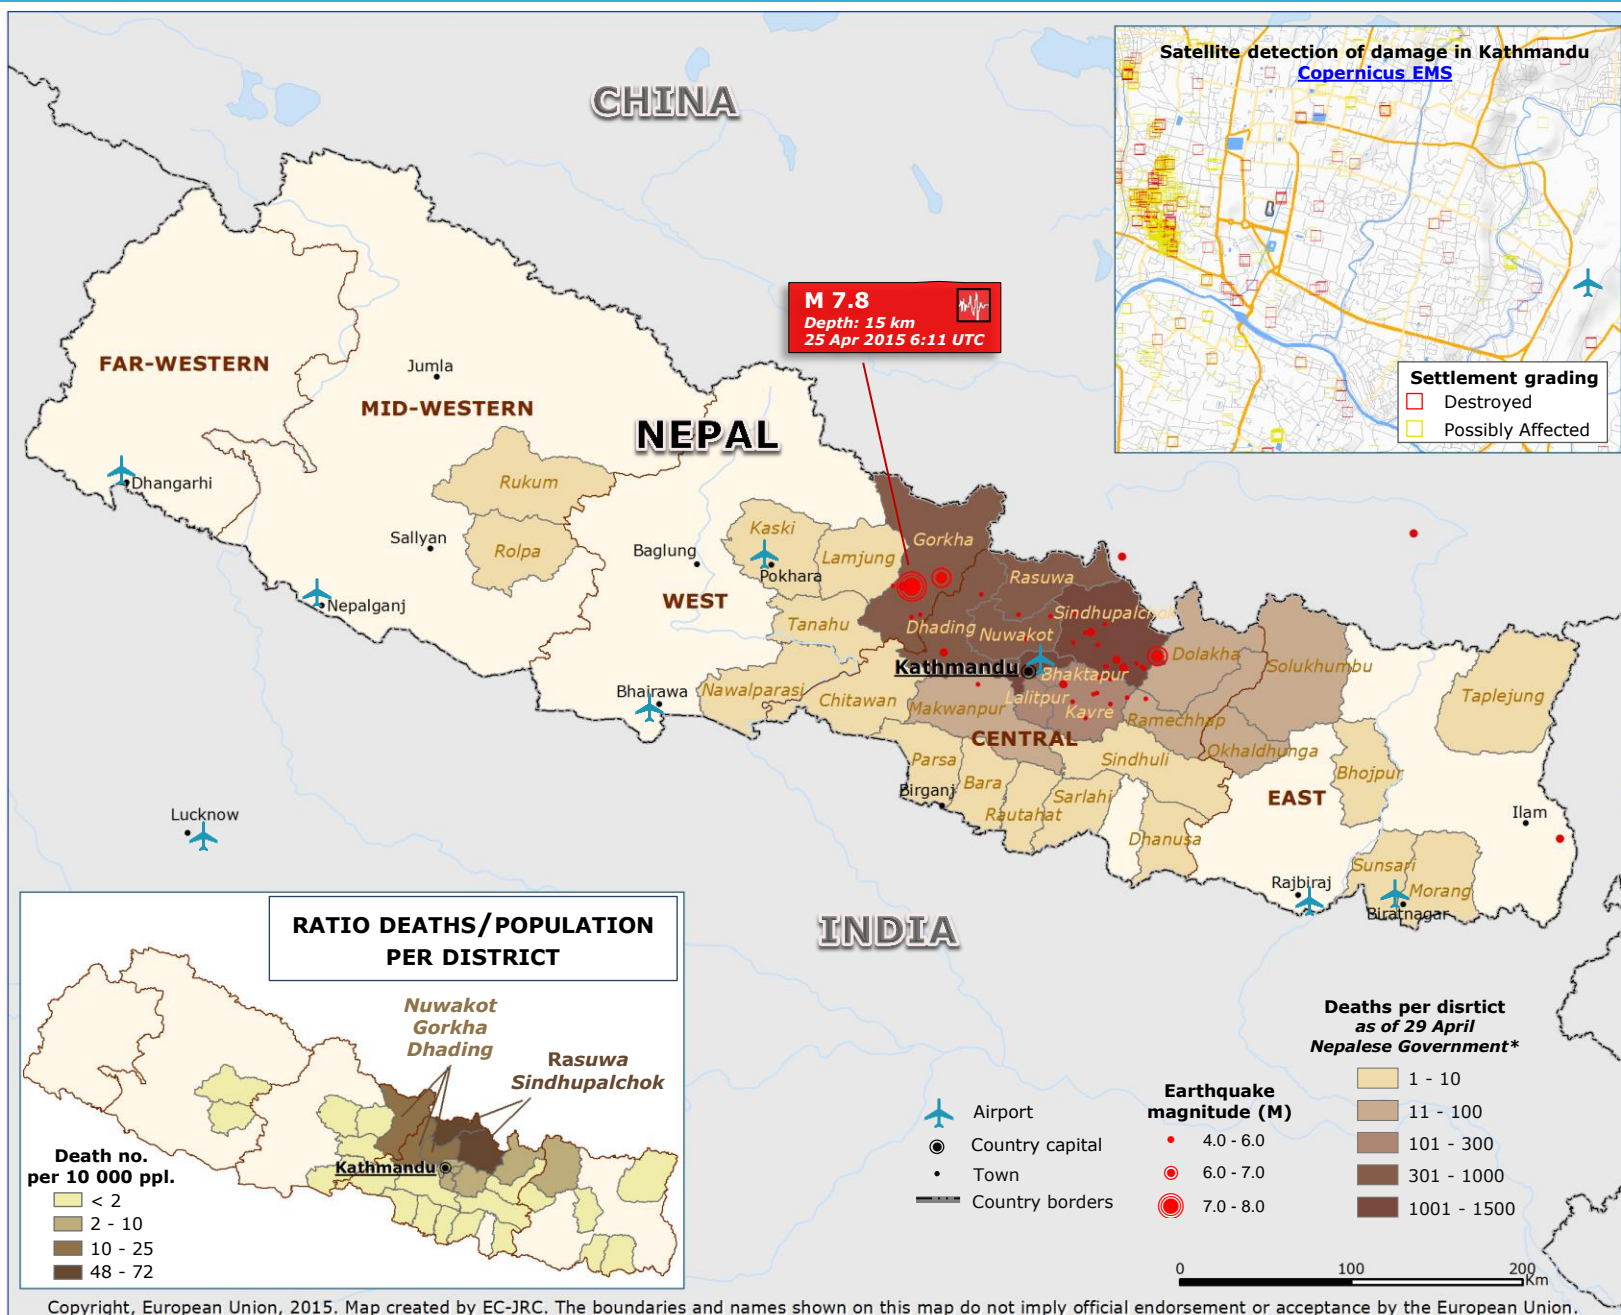 CHINA
Satellite detection of damage in Kathmandu
Copernicus EMS
Settlement grading
Destroyed
Possibly Affected
M 7.8
Depth: 15 km
25 Apr 2015 6:11 UTC
FAR-WESTERN
Jumla
MID-WESTERN
NEPAL
Dhangarhi
Rukum
Sallyan
Rolpa
Nepalganj
Baglung
Kaski
Pokhara
Lamjung
Gorkha
WEST
Tanahu
Rasuwa
Sindhupalchok
Dhading
Nuwakot
Kathmandu
Bhaktapur
Dolakha
Solukhumbu
Bhairawa
Nawalparasi
Chitawan
Makwanpur
Lalitpur
Kavre
Ramechhap
Taplejung
CENTRAL
Okhaldhunga
Parsa
Bara
Sindhuli
Bhojpur
Birganj
Rautahat
Sarlahi
EAST
Dhanusa
Ilam
Lucknow
Sunsari
Morang
Rajbiraj
Biratnagar
INDIA
RATIO DEATHS/POPULATION
PER DISTRICT
Nuwakot
Gorkha
Dhading
Rasuwa
Sindhupalchok
Kathmandu
Death no.
per 10 000 ppl.
< 2
2 - 10
10 - 25
48 - 72
Airport
Country capital
Town
Country borders
Earthquake
magnitude (M)
4.0 - 6.0
6.0 - 7.0
7.0 - 8.0
Deaths per disrtict
as of 29 April
Nepalese Government*
1 - 10
11 - 100
101 - 300
301 - 1000
1001 - 1500
0 100 200 Km
Copyright, European Union, 2015. Map created by EC-JRC. The boundaries and names shown on this map do not imply official endorsement or acceptance by the European Union.